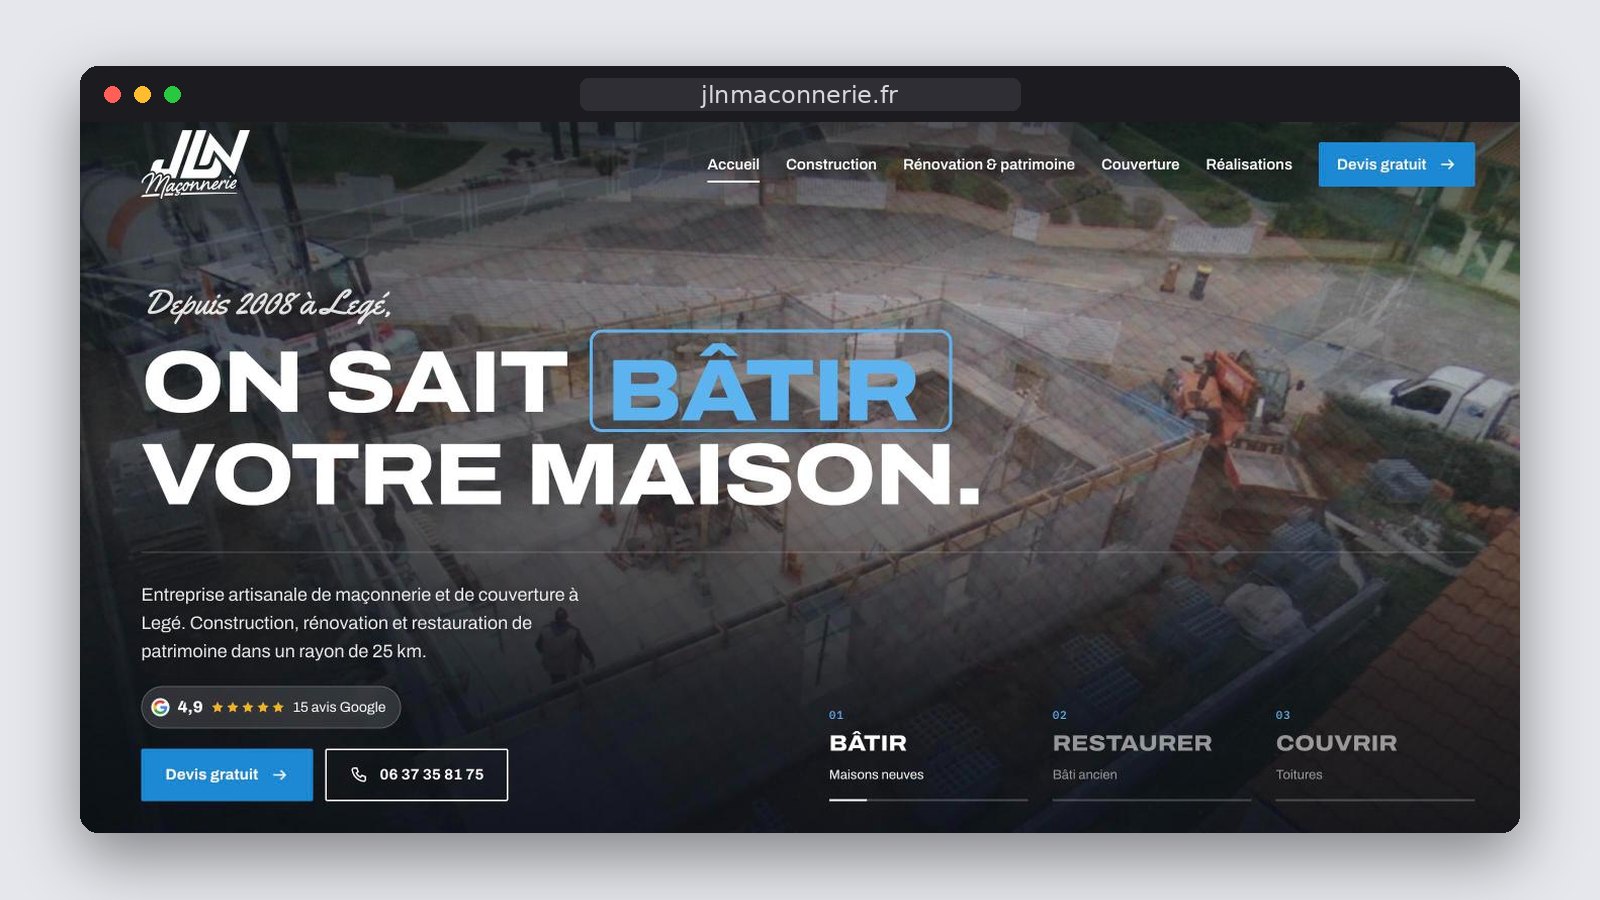 jlnmaconnerie.fr
JLN
Maçonnerie
Accueil
Construction
Rénovation & patrimoine
Couverture
Réalisations
Devis gratuit →
Depuis 2008 à Legé,
ON SAIT BÂTIR
VOTRE MAISON.
Entreprise artisanale de maçonnerie et de couverture à
Legé. Construction, rénovation et restauration de
patrimoine dans un rayon de 25 km.
G 4,9 ★★★★★ 15 avis Google
Devis gratuit →
06 37 35 81 75
01
BÂTIR
Maisons neuves
02
RESTAURER
Bâti ancien
03
COUVRIR
Toitures